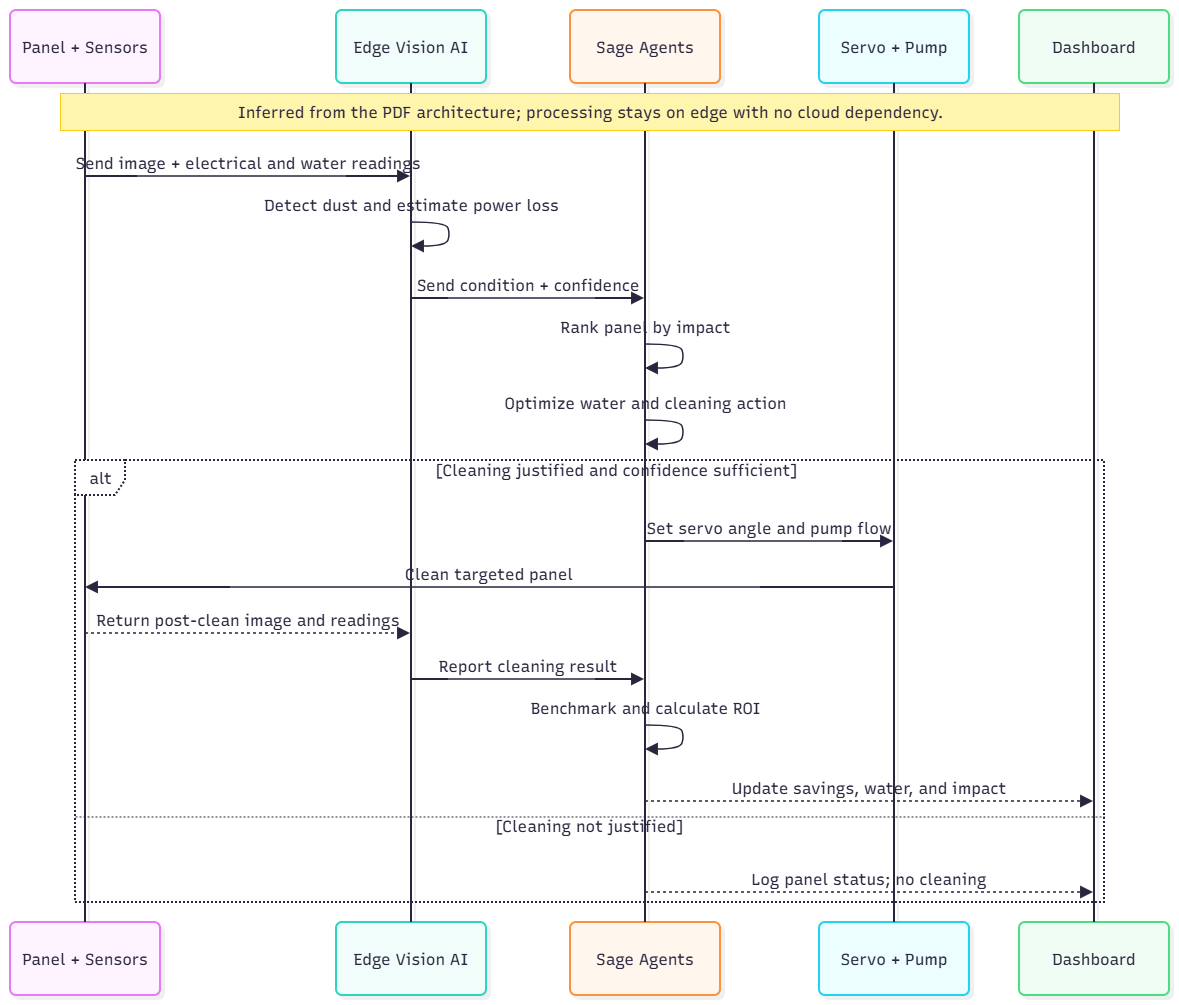 Panel + Sensors
Edge Vision AI
Sage Agents
Servo + Pump
Dashboard
Inferred from the PDF architecture; processing stays on edge with no cloud dependency.
Send image + electrical and water readings
Detect dust and estimate power loss
Send condition + confidence
Rank panel by impact
Optimize water and cleaning action
alt
[Cleaning justified and confidence sufficient]
Set servo angle and pump flow
Clean targeted panel
Return post-clean image and readings
Report cleaning result
Benchmark and calculate ROI
Update savings, water, and impact
[Cleaning not justified]
Log panel status; no cleaning
Panel + Sensors
Edge Vision AI
Sage Agents
Servo + Pump
Dashboard